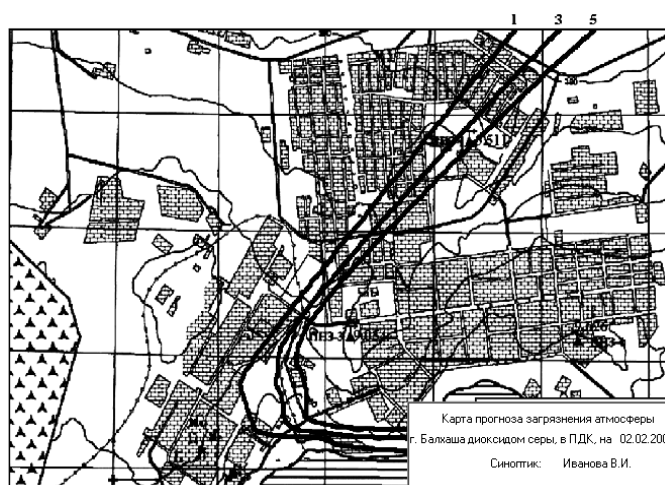 1 3 5
Карта прогноза загрязнения атмосферы
г. Балхаша диоксидом серы, в ПДК, на 02.02.200
Синоптик: Иванова В.И.